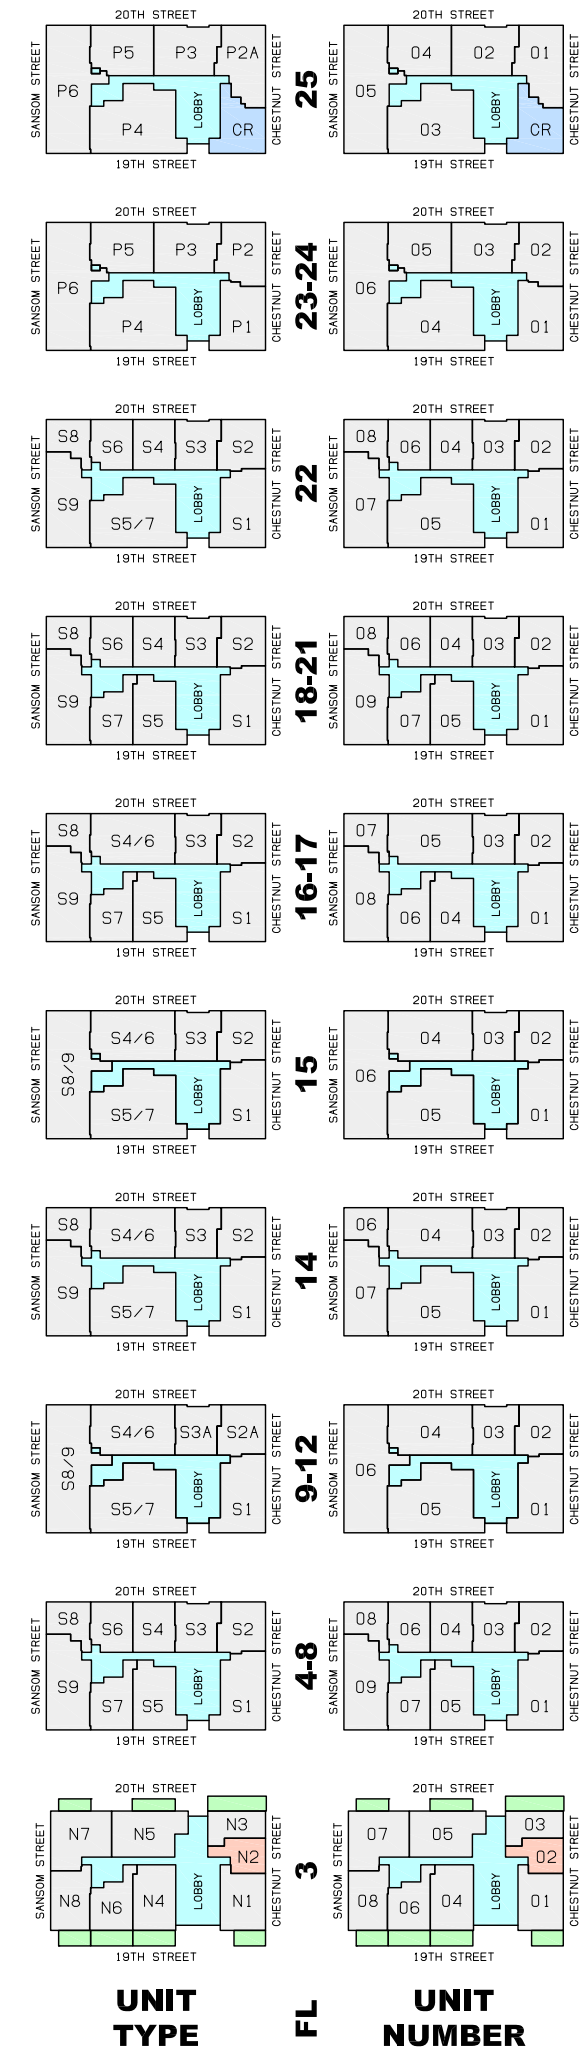 20TH STREET 20TH STREET
SANSOM STREET P6 P5 P3 P2A P4 LOBBY CR CHESTNUT STREET
25
SANSOM STREET 05 04 02 01 03 LOBBY CR CHESTNUT STREET
19TH STREET 19TH STREET
20TH STREET 20TH STREET
SANSOM STREET P6 P5 P3 P2 P4 LOBBY P1 CHESTNUT STREET
23-24
SANSOM STREET 06 05 03 02 04 LOBBY 01 CHESTNUT STREET
19TH STREET 19TH STREET
20TH STREET 20TH STREET
SANSOM STREET S8 S6 S4 S3 S2 S9 S5/7 LOBBY S1 CHESTNUT STREET
22
SANSOM STREET 08 06 04 03 02 07 05 LOBBY 01 CHESTNUT STREET
19TH STREET 19TH STREET
20TH STREET 20TH STREET
SANSOM STREET S8 S6 S4 S3 S2 S9 S7 S5 LOBBY S1 CHESTNUT STREET
18-21
SANSOM STREET 08 06 04 03 02 09 07 05 LOBBY 01 CHESTNUT STREET
19TH STREET 19TH STREET
20TH STREET 20TH STREET
SANSOM STREET S8 S4/6 S3 S2 S9 S7 S5 LOBBY S1 CHESTNUT STREET
16-17
SANSOM STREET 07 05 03 02 08 06 04 LOBBY 01 CHESTNUT STREET
19TH STREET 19TH STREET
20TH STREET 20TH STREET
SANSOM STREET S8/9 S4/6 S3 S2 S5/7 LOBBY S1 CHESTNUT STREET
15
SANSOM STREET 06 04 03 02 05 LOBBY 01 CHESTNUT STREET
19TH STREET 19TH STREET
20TH STREET 20TH STREET
SANSOM STREET S8 S4/6 S3 S2 S9 S5/7 LOBBY S1 CHESTNUT STREET
14
SANSOM STREET 06 04 03 02 07 05 LOBBY 01 CHESTNUT STREET
19TH STREET 19TH STREET
20TH STREET 20TH STREET
SANSOM STREET S8/9 S4/6 S3A S2A S5/7 LOBBY S1 CHESTNUT STREET
9-12
SANSOM STREET 06 04 03 02 05 LOBBY 01 CHESTNUT STREET
19TH STREET 19TH STREET
20TH STREET 20TH STREET
SANSOM STREET S8 S6 S4 S3 S2 S9 S7 S5 LOBBY S1 CHESTNUT STREET
4-8
SANSOM STREET 08 06 04 03 02 09 07 05 LOBBY 01 CHESTNUT STREET
19TH STREET 19TH STREET
20TH STREET 20TH STREET
SANSOM STREET N7 N5 N3 N2 N8 N6 N4 LOBBY N1 CHESTNUT STREET
3
SANSOM STREET 07 05 03 02 08 06 04 LOBBY 01 CHESTNUT STREET
19TH STREET 19TH STREET
UNIT
TYPE
FL
UNIT
NUMBER